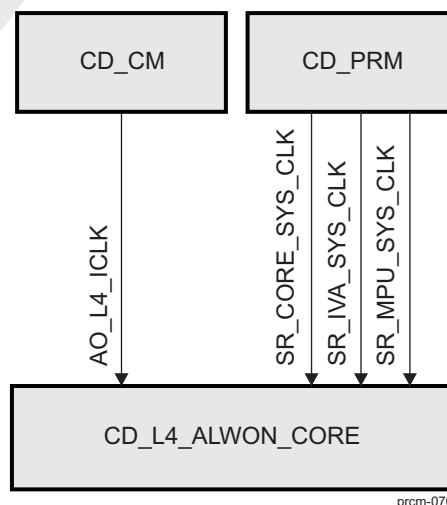 CD_CM
CD_PRM
AO_L4_ICLK
SR_CORE_SYS_CLK
SR_IVA_SYS_CLK
SR_MPU_SYS_CLK
CD_L4_ALWON_CORE